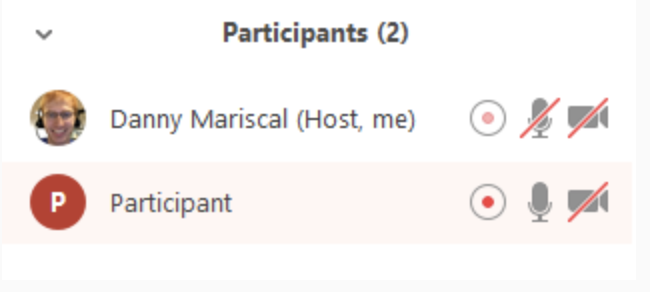 Participants (2)
Danny Mariscal (Host, me)
P Participant